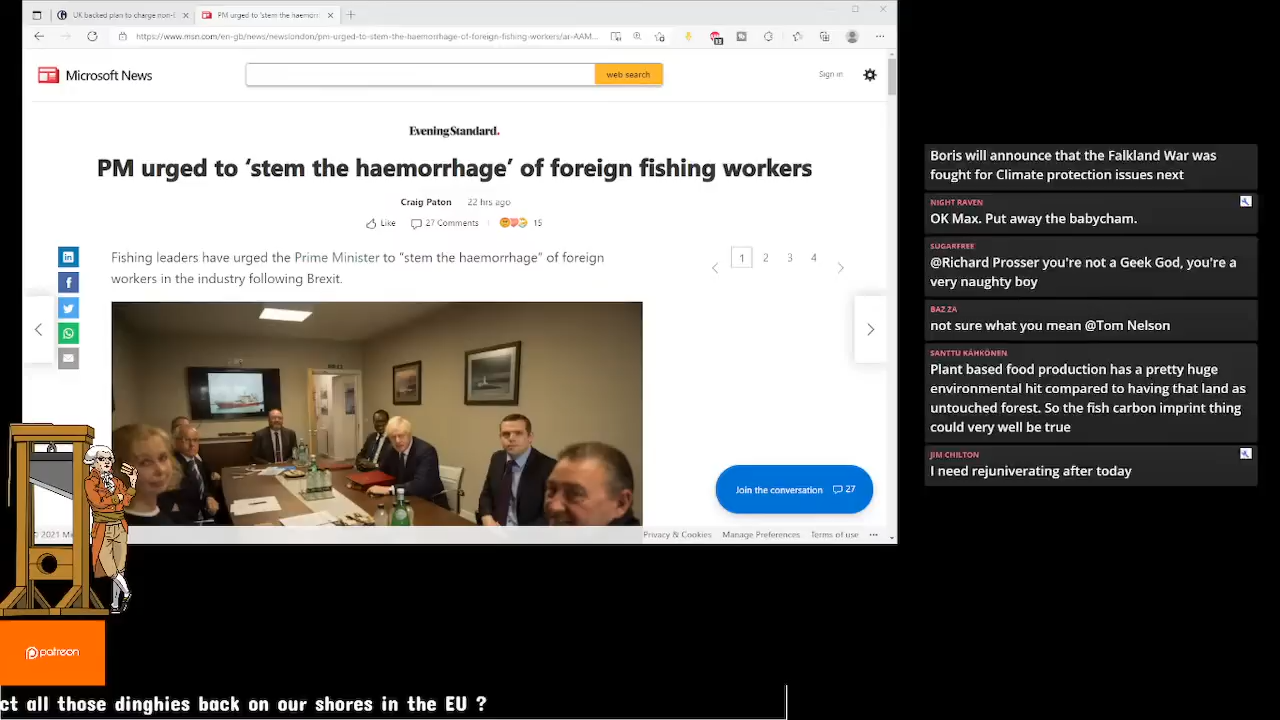 UK backed plan to charge non-
PM urged to 'stem the haemorr
https://www.msn.com/en-gb/news/newslondon/pm-urged-to-stem-the-haemorrhage-of-foreign-fishing-workers/ar-AAM...
Microsoft News
web search
Sign in
Evening Standard.
PM urged to ‘stem the haemorrhage’ of foreign fishing workers
Craig Paton 22 hrs ago
Like 27 Comments 15
Fishing leaders have urged the Prime Minister to “stem the haemorrhage” of foreign
workers in the industry following Brexit.
1 2 3 4
Join the conversation 27
© 2021 Mi
Privacy & Cookies Manage Preferences Terms of use ...
Boris will announce that the Falkland War was
fought for Climate protection issues next
NIGHT RAVEN
OK Max. Put away the babycham.
SUGARFREE
@Richard Prosser you're not a Geek God, you're a
very naughty boy
BAZ ZA
not sure what you mean @Tom Nelson
SANTTU KÄHKÖNEN
Plant based food production has a pretty huge
environmental hit compared to having that land as
untouched forest. So the fish carbon imprint thing
could very well be true
JIM CHILTON
I need rejuniverating after today
patreon
ct all those dinghies back on our shores in the EU ?